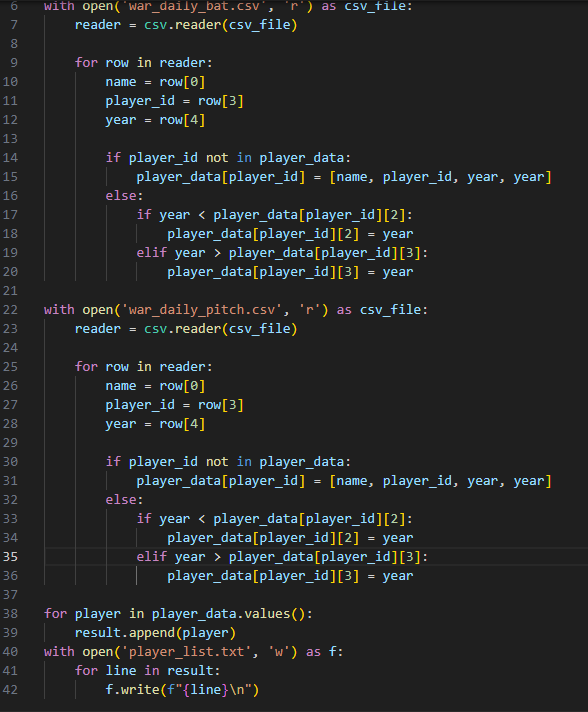 6 with open('war_daily_bat.csv', 'r') as csv_file:
7     reader = csv.reader(csv_file)
8
9     for row in reader:
10         name = row[0]
11         player_id = row[3]
12         year = row[4]
13
14         if player_id not in player_data:
15             player_data[player_id] = [name, player_id, year, year]
16         else:
17             if year < player_data[player_id][2]:
18                 player_data[player_id][2] = year
19             elif year > player_data[player_id][3]:
20                 player_data[player_id][3] = year
21
22 with open('war_daily_pitch.csv', 'r') as csv_file:
23     reader = csv.reader(csv_file)
24
25     for row in reader:
26         name = row[0]
27         player_id = row[3]
28         year = row[4]
29
30         if player_id not in player_data:
31             player_data[player_id] = [name, player_id, year, year]
32         else:
33             if year < player_data[player_id][2]:
34                 player_data[player_id][2] = year
35             elif year > player_data[player_id][3]:
36                 player_data[player_id][3] = year
37
38 for player in player_data.values():
39     result.append(player)
40 with open('player_list.txt', 'w') as f:
41     for line in result:
42         f.write(f"{line}\n")